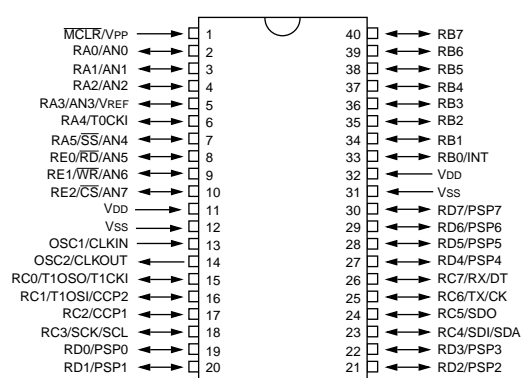 MCLR/VPP 1 40 RB7
RA0/AN0 2 39 RB6
RA1/AN1 3 38 RB5
RA2/AN2 4 37 RB4
RA3/AN3/VREF 5 36 RB3
RA4/T0CKI 6 35 RB2
RA5/SS/AN4 7 34 RB1
RE0/RD/AN5 8 33 RB0/INT
RE1/WR/AN6 9 32 VDD
RE2/CS/AN7 10 31 VSS
VDD 11 30 RD7/PSP7
VSS 12 29 RD6/PSP6
OSC1/CLKIN 13 28 RD5/PSP5
OSC2/CLKOUT 14 27 RD4/PSP4
RC0/T1OSO/T1CKI 15 26 RC7/RX/DT
RC1/T1OSI/CCP2 16 25 RC6/TX/CK
RC2/CCP1 17 24 RC5/SDO
RC3/SCK/SCL 18 23 RC4/SDI/SDA
RD0/PSP0 19 22 RD3/PSP3
RD1/PSP1 20 21 RD2/PSP2